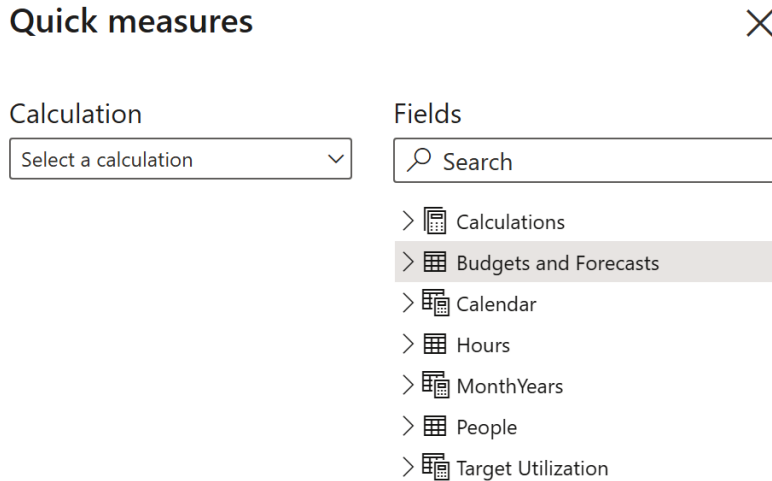 Quick measures
Calculation
Select a calculation
Fields
Search
Calculations
Budgets and Forecasts
Calendar
Hours
MonthYears
People
Target Utilization